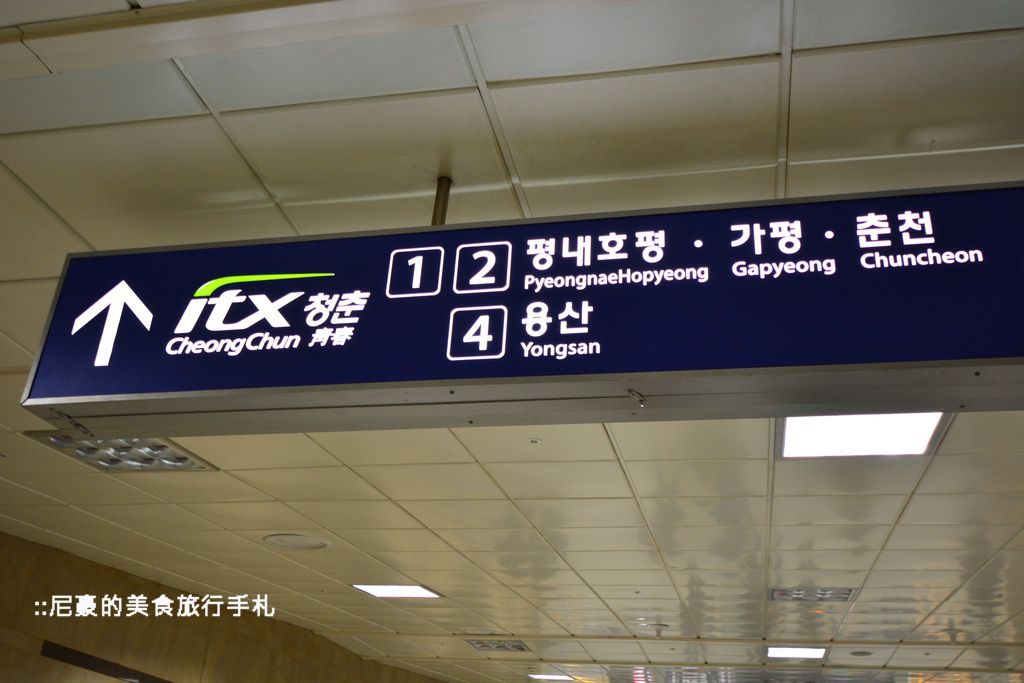 ↑ itx 청춘
CheongChun 靑春
1 2 평내호평 · 가평 · 춘천
PyeongnaeHopyeong Gapyeong Chuncheon
4 용산
Yongsan
::尼豪的美食旅行手札